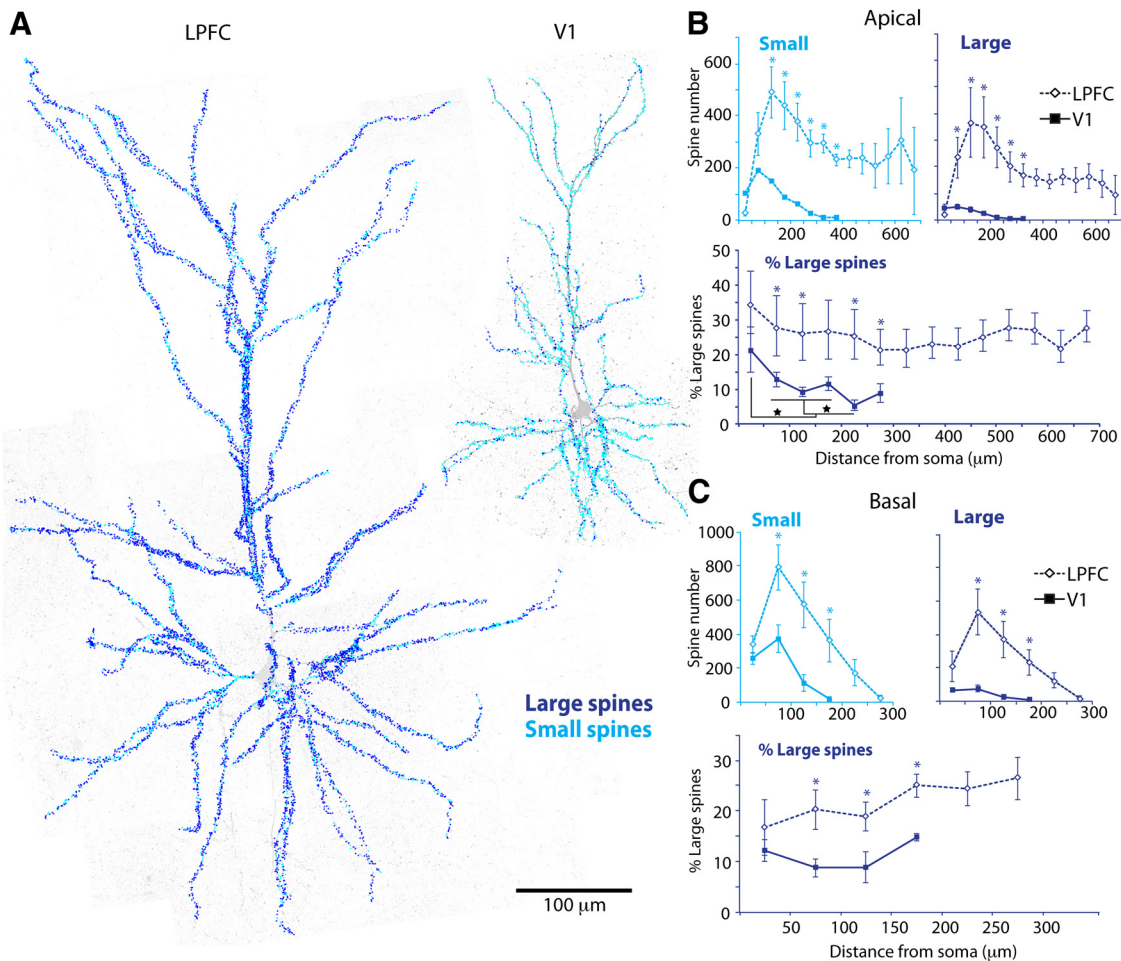 A
LPFC
V1
Large spines
Small spines
100 μm
B
Apical
Small
Large
Spine number
600
400
200
0
200
400
600
200
400
600
* * * * * *
* * * * * *
LPFC
V1
% Large spines
% Large spines
50
40
30
20
10
0
* * * *
★ ★
100
200
300
400
500
600
700
Distance from soma (μm)
C
Basal
Small
Large
Spine number
1000
800
600
400
200
0
100
200
300
100
200
300
* * *
* * *
LPFC
V1
% Large spines
% Large spines
30
20
10
0
* * *
50
100
150
200
250
300
Distance from soma (μm)